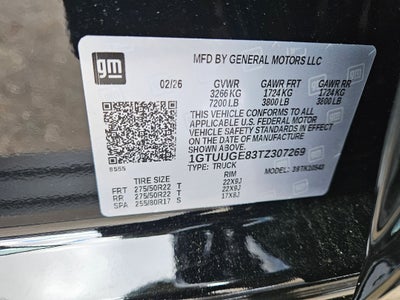 gm
MFD BY GENERAL MOTORS LLC
02/26 GVWR GAWR FRT GAWR RR
3266 KG 1724 KG 1724 KG
7200 LB 3800 LB 3800 LB
THIS VEHICLE CONFORMS TO ALL
APPLICABLE U.S. FEDERAL MOTOR
VEHICLE SAFETY STANDARDS IN EFFECT
ON THE DATE OF MANUFACTURE
SHOWN ABOVE.
1GTUUGE83TZ307269
TYPE: TRUCK MODEL:
8555
TIRE SIZE RIM
FRT 275/50R22 T 22X9J
RR 275/50R22 T 22X9J
SPA 255/80R17 S 17X8J